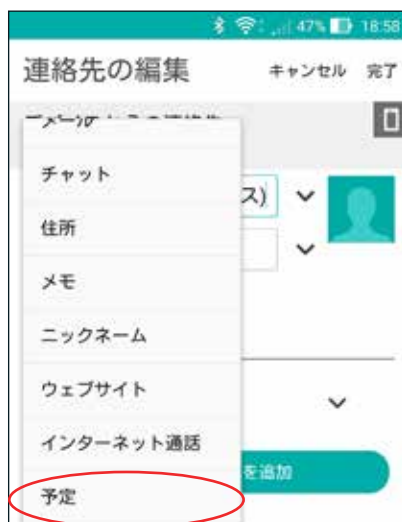 47% 18:58
連絡先の編集 キャンセル 完了
チャット
ス)
住所
メモ
ニックネーム
ウェブサイト
インターネット通話
を追加
予定